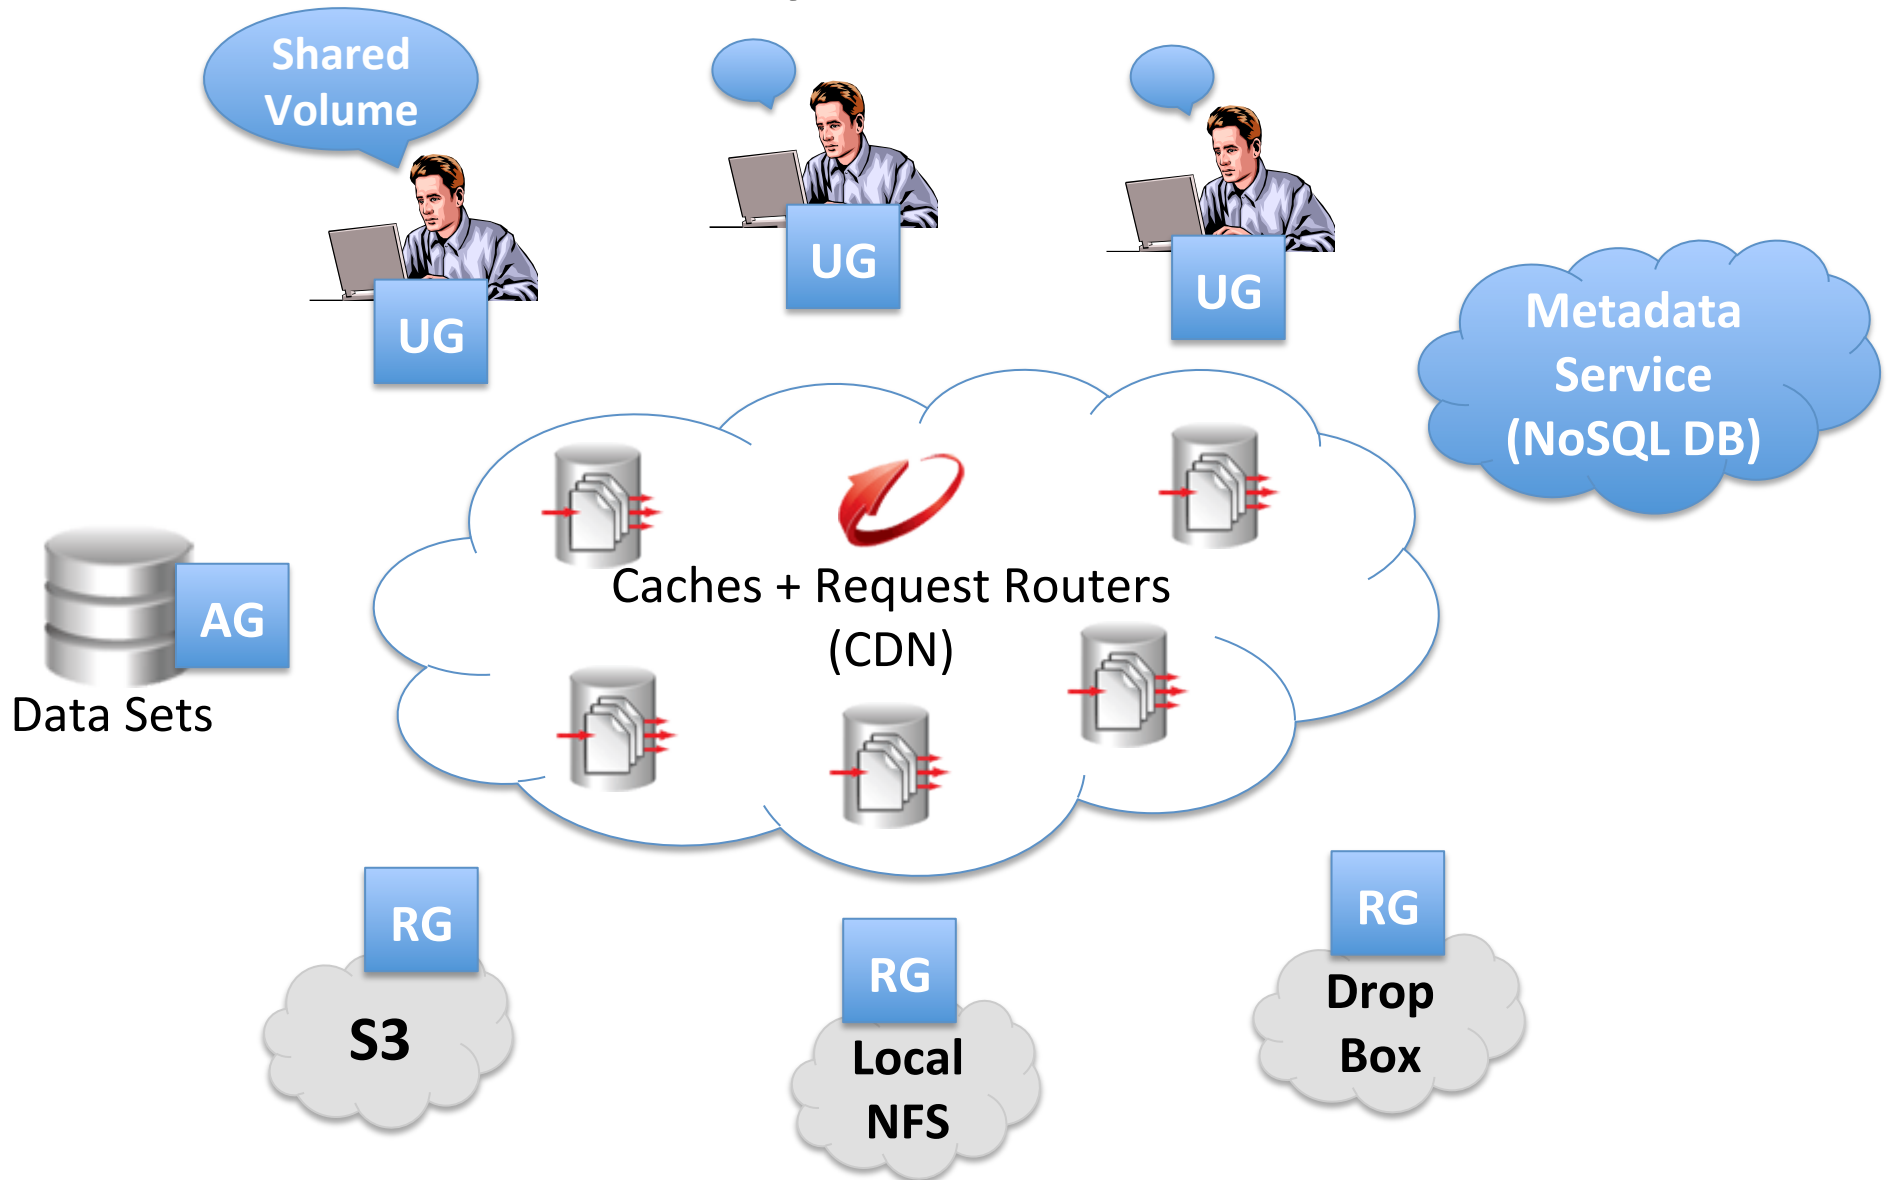 Shared
Volume
UG
UG
UG
Metadata
Service
(NoSQL DB)
Caches + Request Routers
(CDN)
AG
Data Sets
RG
S3
RG
Local
NFS
RG
Drop
Box